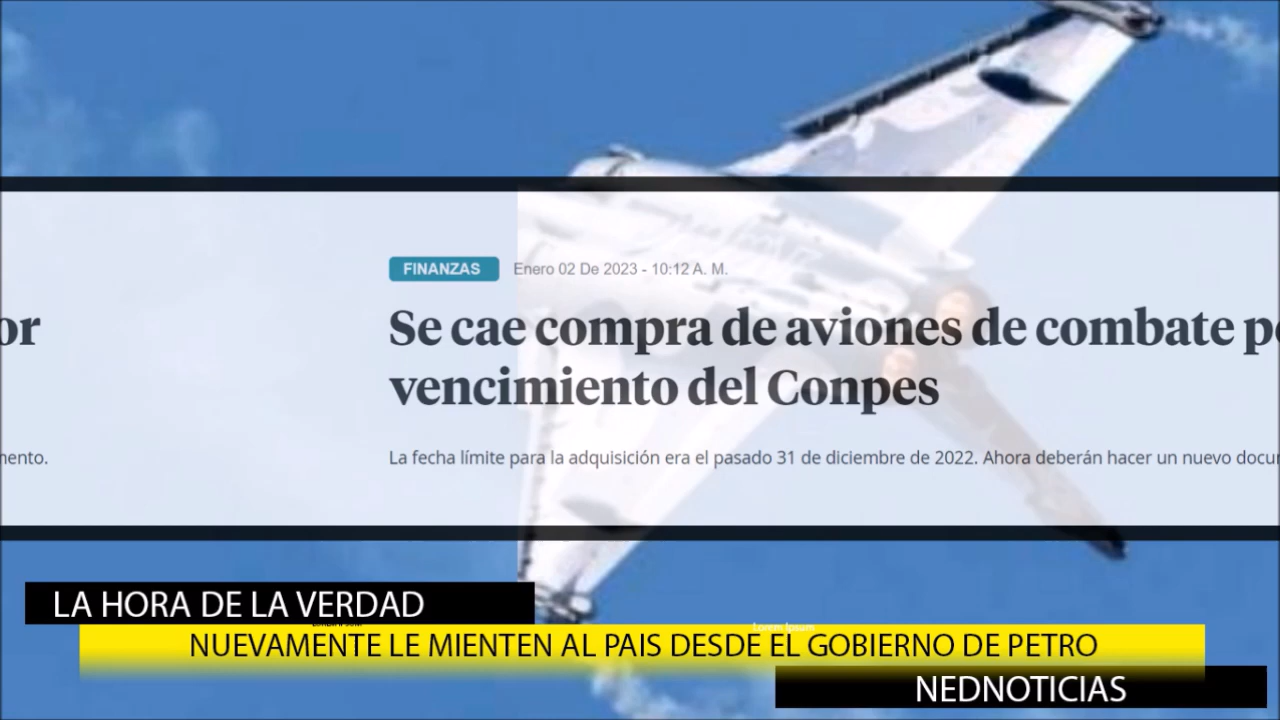 FINANZAS Enero 02 De 2023 - 10:12 A. M.
or
Se cae compra de aviones de combate p
vencimiento del Conpes
mento.
La fecha límite para la adquisición era el pasado 31 de diciembre de 2022. Ahora deberán hacer un nuevo docu
LA HORA DE LA VERDAD
Lorem Ipsum
NUEVAMENTE LE MIENTEN AL PAIS DESDE EL GOBIERNO DE PETRO
NEDNOTICIAS